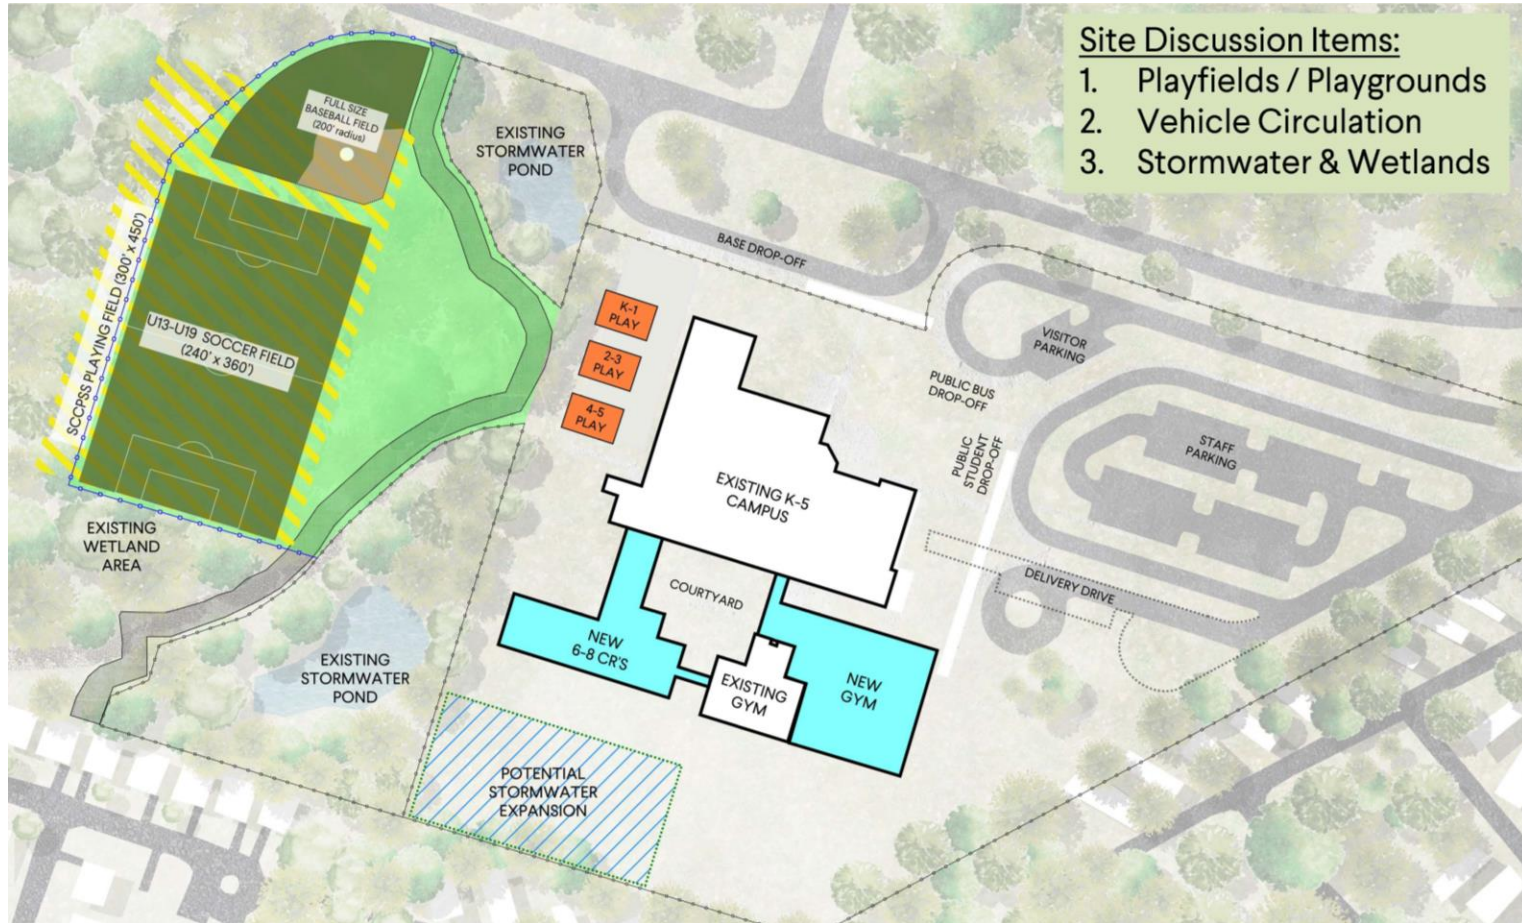 Site Discussion Items:
1. Playfields / Playgrounds
2. Vehicle Circulation
3. Stormwater & Wetlands
FULL SIZE
BASEBALL FIELD
(200' radius)
EXISTING
STORMWATER
POND
SCCPSS PLAYING FIELD (300' x 450')
U13-U19 SOCCER FIELD
(240' x 360')
BASE DROP-OFF
K-1
PLAY
2-3
PLAY
4-5
PLAY
VISITOR
PARKING
PUBLIC BUS
DROP-OFF
PUBLIC
STUDENT
DROP-OFF
STAFF
PARKING
EXISTING K-5
CAMPUS
EXISTING
WETLAND
AREA
DELIVERY DRIVE
COURTYARD
NEW
6-8 CR'S
EXISTING
GYM
NEW
GYM
EXISTING
STORMWATER
POND
POTENTIAL
STORMWATER
EXPANSION